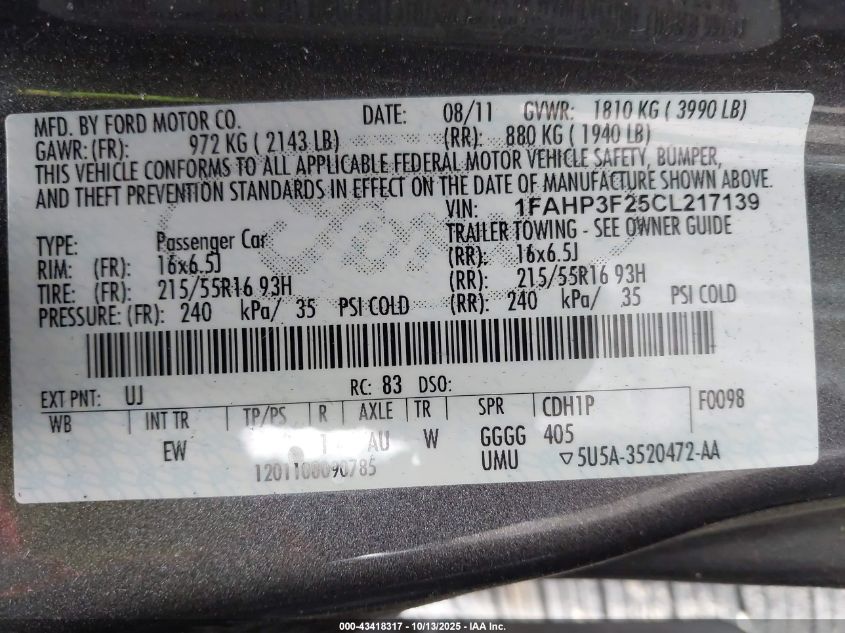 MFD. BY FORD MOTOR CO. DATE: 08/11 GVWR: 1810 KG ( 3990 LB)
GAWR: (FR): 972 KG ( 2143 LB) (RR): 880 KG ( 1940 LB)
THIS VEHICLE CONFORMS TO ALL APPLICABLE FEDERAL MOTOR VEHICLE SAFETY, BUMPER,
AND THEFT PREVENTION STANDARDS IN EFFECT ON THE DATE OF MANUFACTURE SHOWN ABOVE.
VIN: 1FAHP3F25CL217139
TYPE: Passenger Car TRAILER TOWING - SEE OWNER GUIDE
RIM: (FR): 16x6.5J (RR): 16x6.5J
TIRE: (FR): 215/55R16 93H (RR): 215/55R16 93H
PRESSURE: (FR): 240 kPa/ 35 PSI COLD (RR): 240 kPa/ 35 PSI COLD
EXT PNT: UJ RC: 83 DSO:
WB INT TR TP/PS R AXLE TR SPR CDH1P F0098
EW 1 AU W GGGG 405
1201100090785 UMU ▽5U5A-3520472-AA
000-43418317 - 10/13/2025 - IAA Inc.